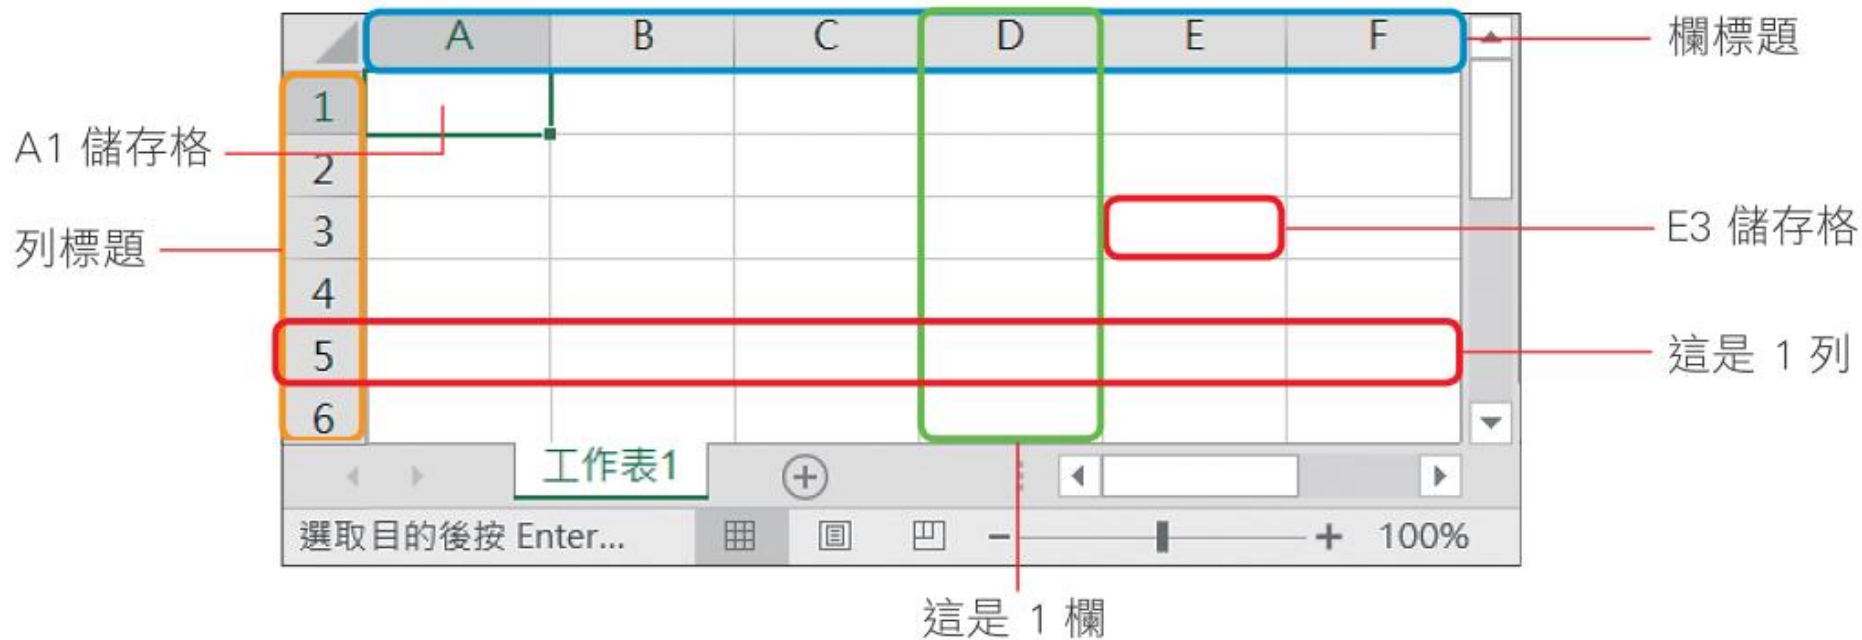 A B C D E F
欄標題
1
A1 儲存格
2
3
E3 儲存格
列標題
4
5
這是 1 列
6
工作表1
選取目的後按 Enter...
100%
這是 1 欄